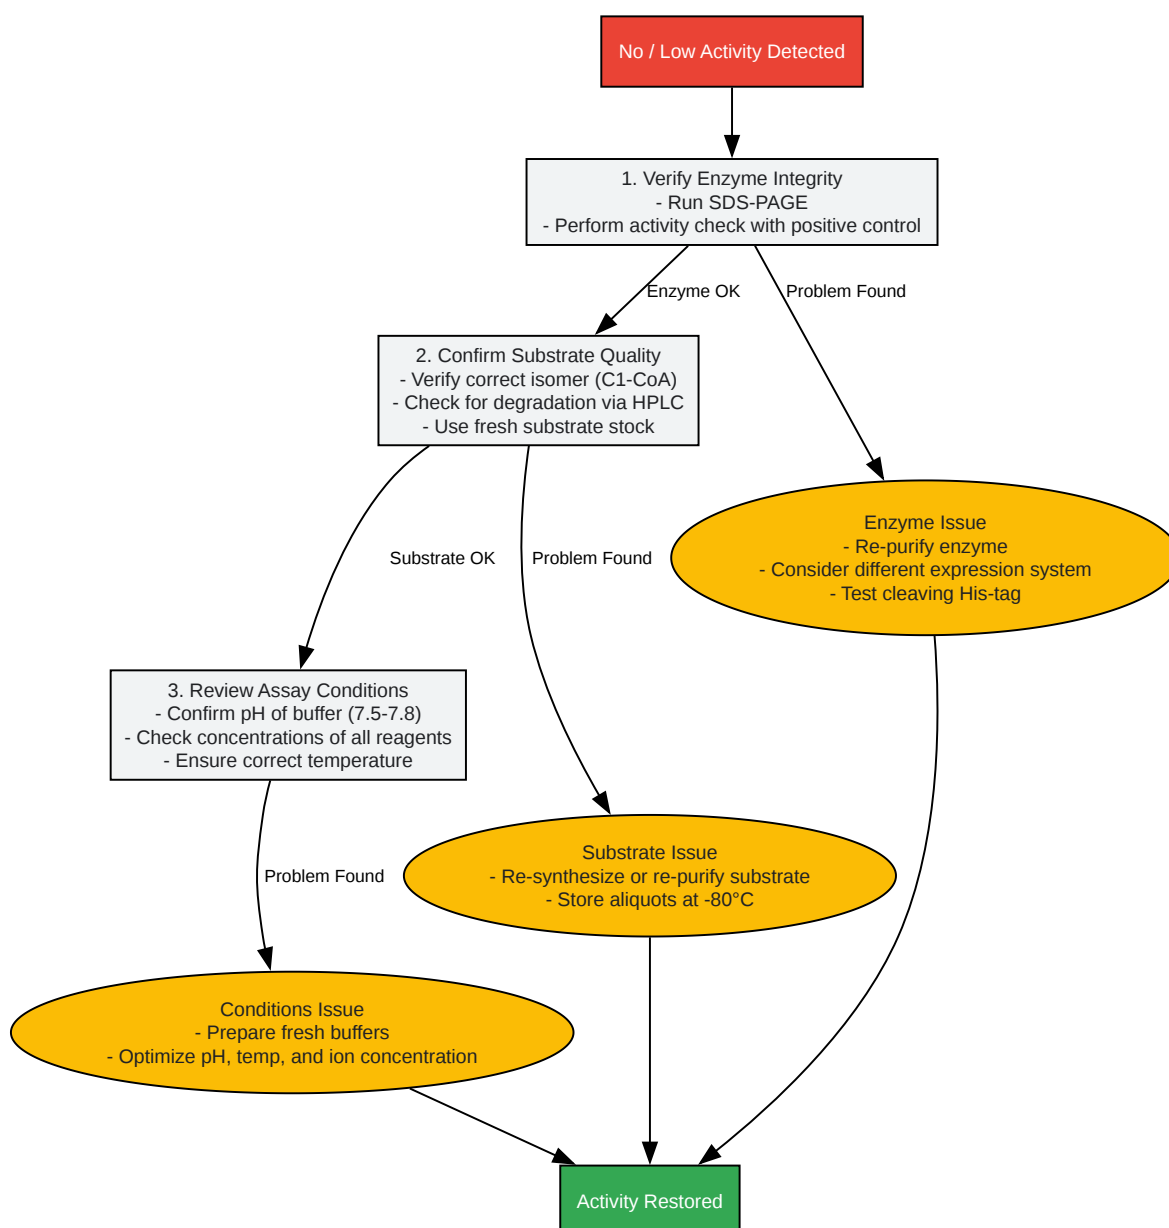 No / Low Activity Detected
1. Verify Enzyme Integrity
- Run SDS-PAGE
- Perform activity check with positive control
Enzyme OK
Problem Found
2. Confirm Substrate Quality
- Verify correct isomer (C1-CoA)
- Check for degradation via HPLC
- Use fresh substrate stock
Enzyme Issue
- Re-purify enzyme
- Consider different expression system
- Test cleaving His-tag
Substrate OK
Problem Found
3. Review Assay Conditions
- Confirm pH of buffer (7.5-7.8)
- Check concentrations of all reagents
- Ensure correct temperature
Problem Found
Substrate Issue
- Re-synthesize or re-purify substrate
- Store aliquots at -80°C
Conditions Issue
- Prepare fresh buffers
- Optimize pH, temp, and ion concentration
Activity Restored